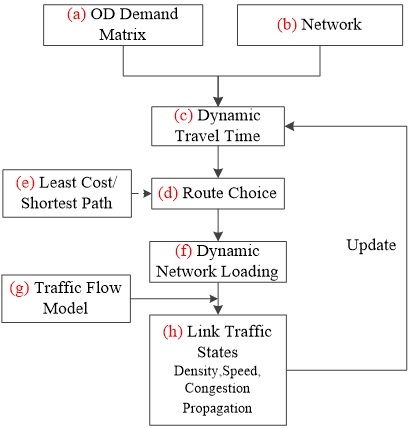 (a) OD Demand
Matrix
(b) Network
(c) Dynamic
Travel Time
(e) Least Cost/
Shortest Path
(d) Route Choice
Update
(f) Dynamic
Network Loading
(g) Traffic Flow
Model
(h) Link Traffic
States
Density,Speed,
Congestion
Propagation